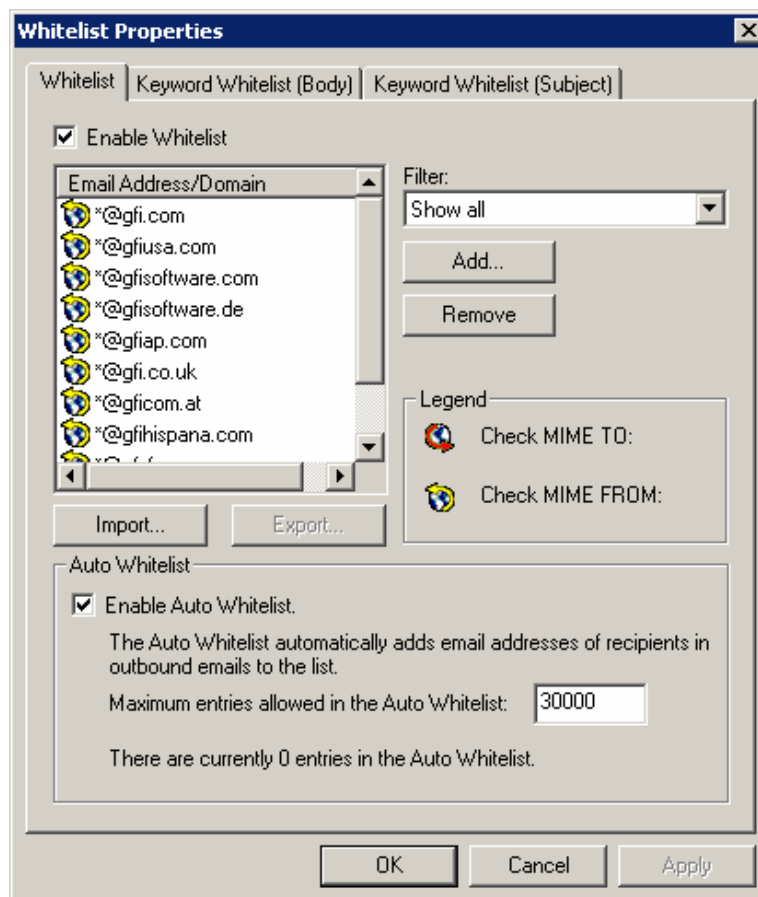 Whitelist Properties
Whitelist
Keyword Whitelist (Body)
Keyword Whitelist (Subject)
Enable Whitelist
Email Address/Domain
*@gfi.com
*@gfiusa.com
*@gfisoftware.com
*@gfisoftware.de
*@gfiap.com
*@gfi.co.uk
*@gficom.at
*@gfihispana.com
Filter:
Show all
Add...
Remove
Legend
Check MIME TO:
Check MIME FROM:
Import...
Export...
Auto Whitelist
Enable Auto Whitelist.
The Auto Whitelist automatically adds email addresses of recipients in
outbound emails to the list.
Maximum entries allowed in the Auto Whitelist: 30000
There are currently 0 entries in the Auto Whitelist.
OK
Cancel
Apply